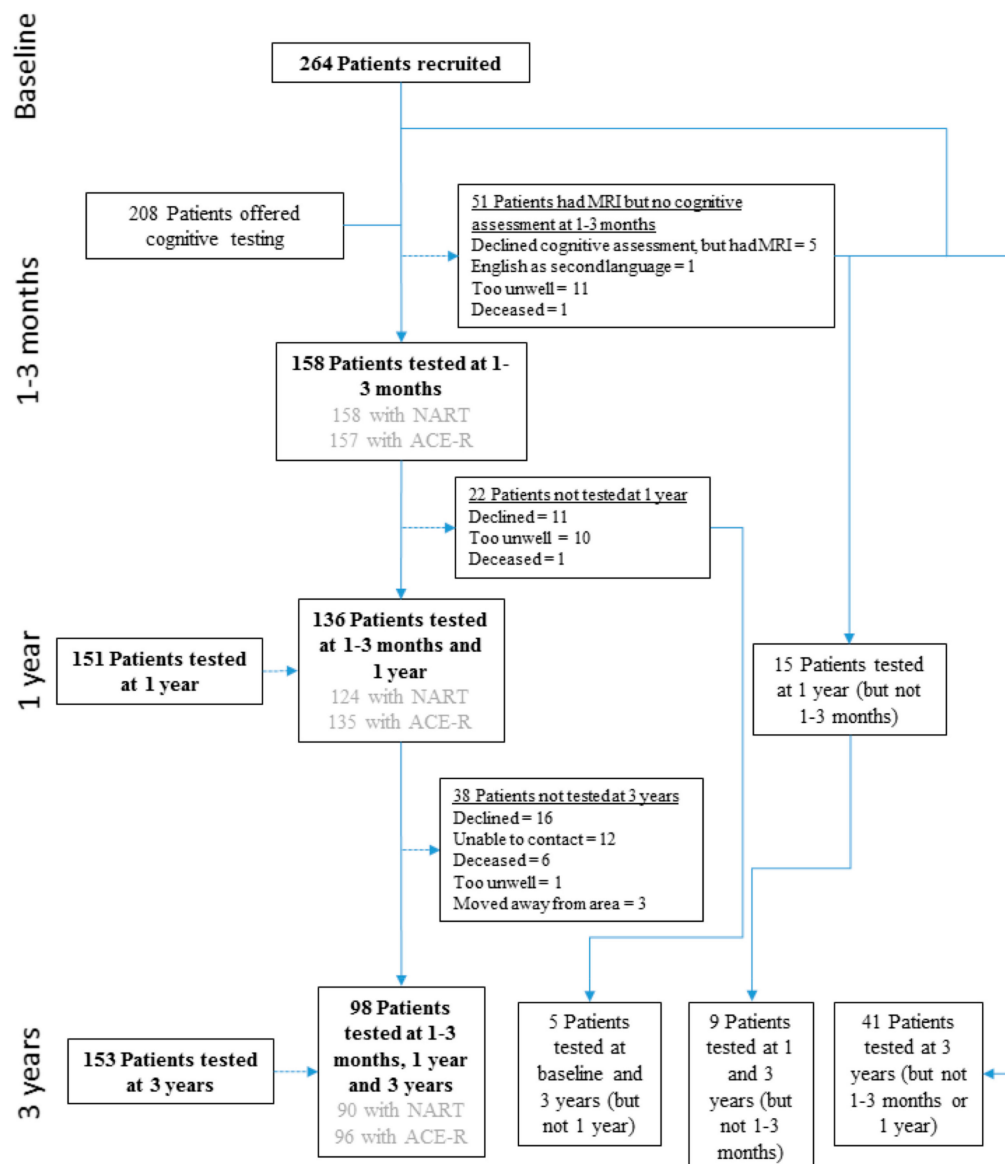 Baseline
264 Patients recruited
208 Patients offered
cognitive testing
51 Patients had MRI but no cognitive
assessment at 1-3 months
Declined cognitive assessment, but had MRI = 5
English as second language = 1
Too unwell = 11
Deceased = 1
1-3 months
158 Patients tested at 1-
3 months
158 with NART
157 with ACE-R
22 Patients not tested at 1 year
Declined = 11
Too unwell = 10
Deceased = 1
1 year
151 Patients tested
at 1 year
136 Patients tested
at 1-3 months and
1 year
124 with NART
135 with ACE-R
15 Patients tested
at 1 year (but not
1-3 months)
38 Patients not tested at 3 years
Declined = 16
Unable to contact = 12
Deceased = 6
Too unwell = 1
Moved away from area = 3
3 years
153 Patients tested
at 3 years
98 Patients
tested at 1-3
months, 1 year
and 3 years
90 with NART
96 with ACE-R
5 Patients
tested at
baseline and
3 years (but
not 1 year)
9 Patients
tested at 1
and 3
years (but
not 1-3
months)
41 Patients
tested at 3
years (but not
1-3 months or
1 year)